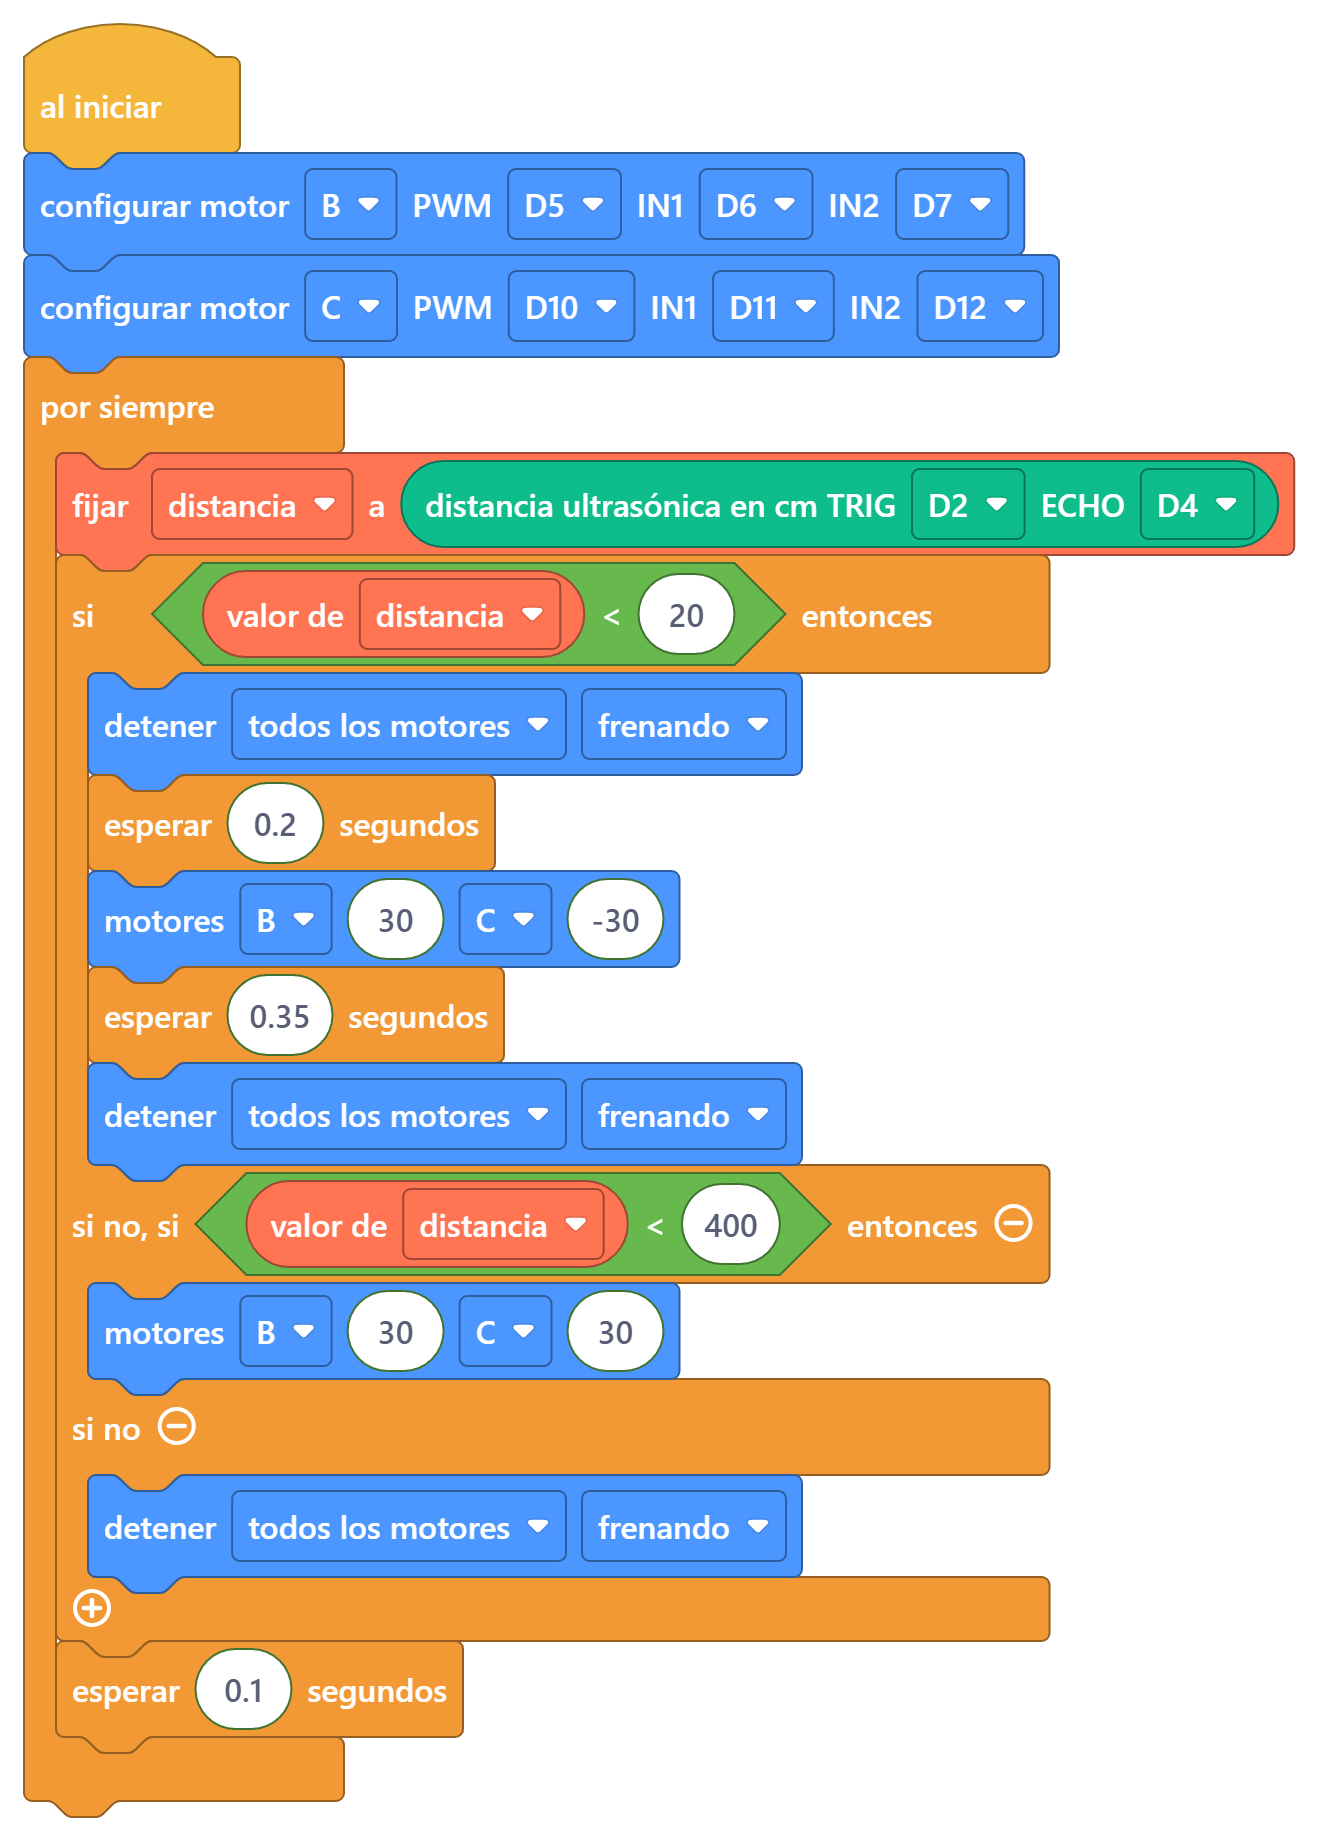 al iniciar
configurar motor B PWM D5 IN1 D6 IN2 D7
configurar motor C PWM D10 IN1 D11 IN2 D12
por siempre
fijar distancia a distancia ultrasónica en cm TRIG D2 ECHO D4
si valor de distancia < 20 entonces
detener todos los motores frenando
esperar 0.2 segundos
motores B 30 C -30
esperar 0.35 segundos
detener todos los motores frenando
si no, si valor de distancia < 400 entonces
motores B 30 C 30
si no
detener todos los motores frenando
esperar 0.1 segundos